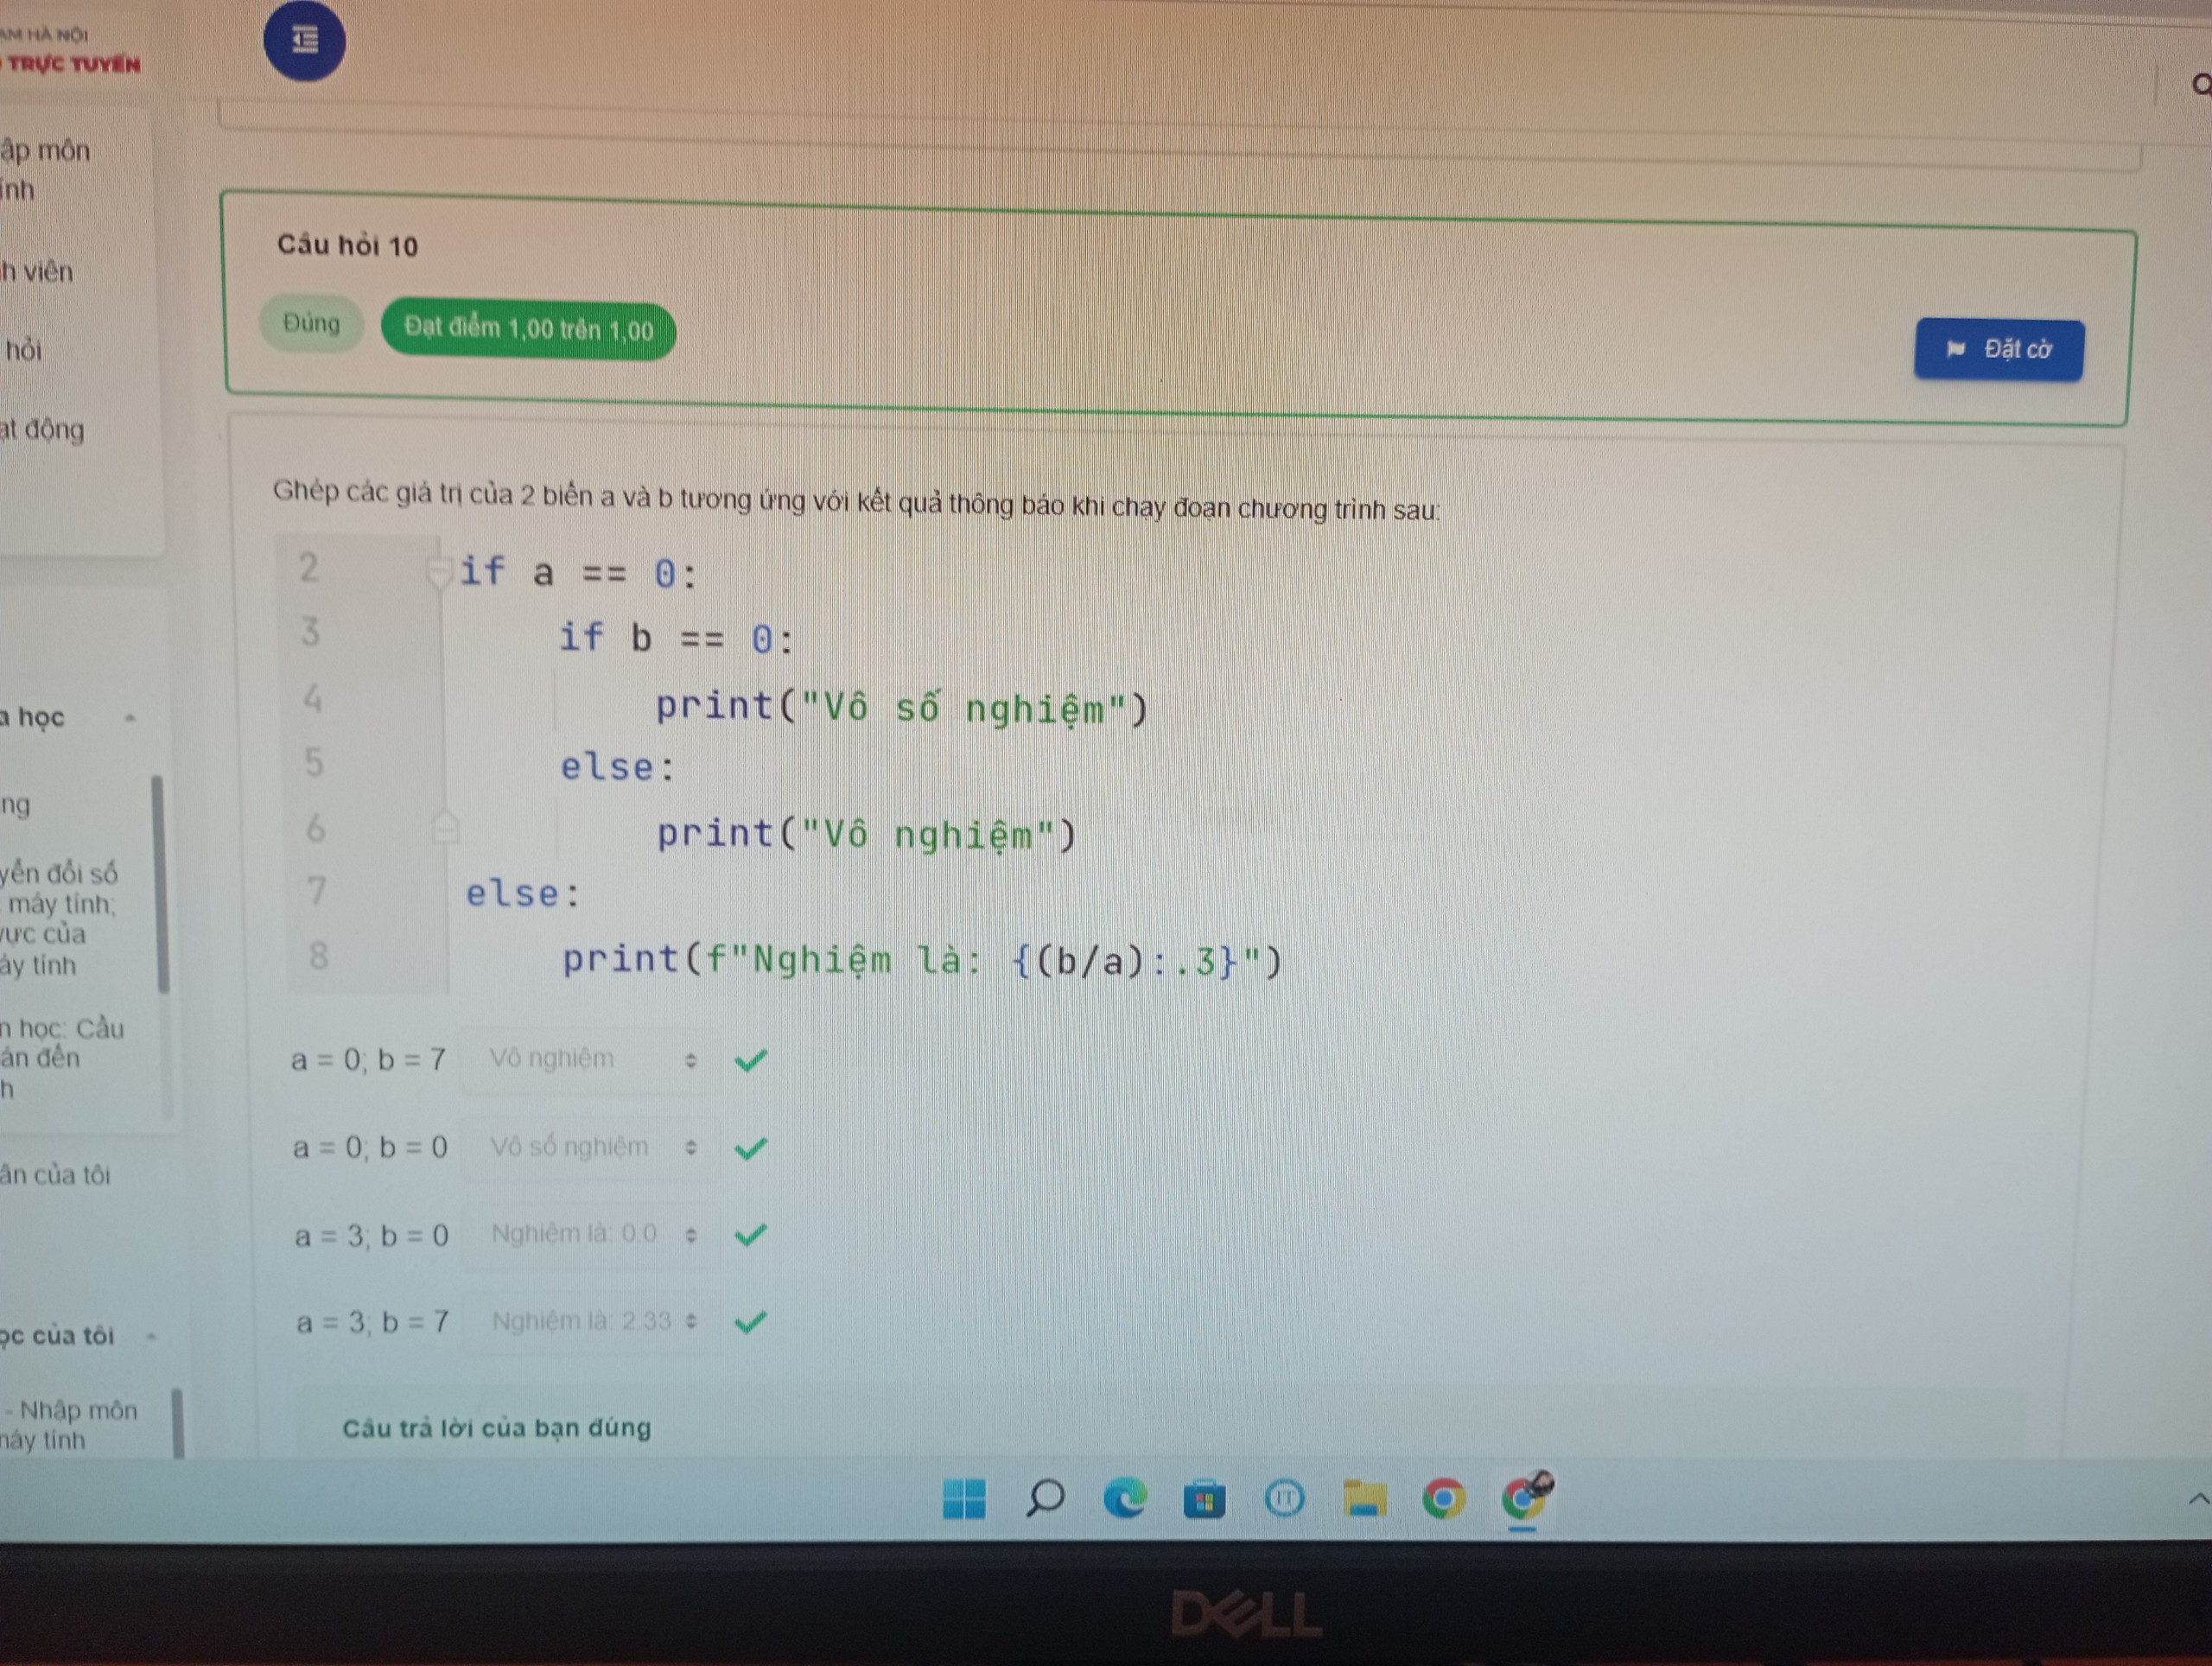 HÀ NỘI
TRỰC TUYẾN
ập môn
ính
h viên
hỏi
ạt động
a học
ng
yển đổi số
máy tính;
vực của
áy tính
n học: Cầu
án đến
h
ân của tôi
ọc của tôi
- Nhập môn
náy tính
Câu hỏi 10
Đúng
Đạt điểm 1,00 trên 1,00
Đặt cờ
Ghép các giá trị của 2 biến a và b tương ứng với kết quả thông báo khi chạy đoạn chương trình sau:
2 if a == 0:
3 if b == 0:
4 print("Vô số nghiệm")
5 else:
6 print("Vô nghiệm")
7 else:
8 print(f"Nghiệm là: {(b/a):.3}")
a = 0; b = 7 Vô nghiệm
a = 0; b = 0 Vô số nghiệm
a = 3; b = 0 Nghiệm là: 0.0
a = 3; b = 7 Nghiệm là: 2.33
Câu trả lời của bạn đúng
DELL